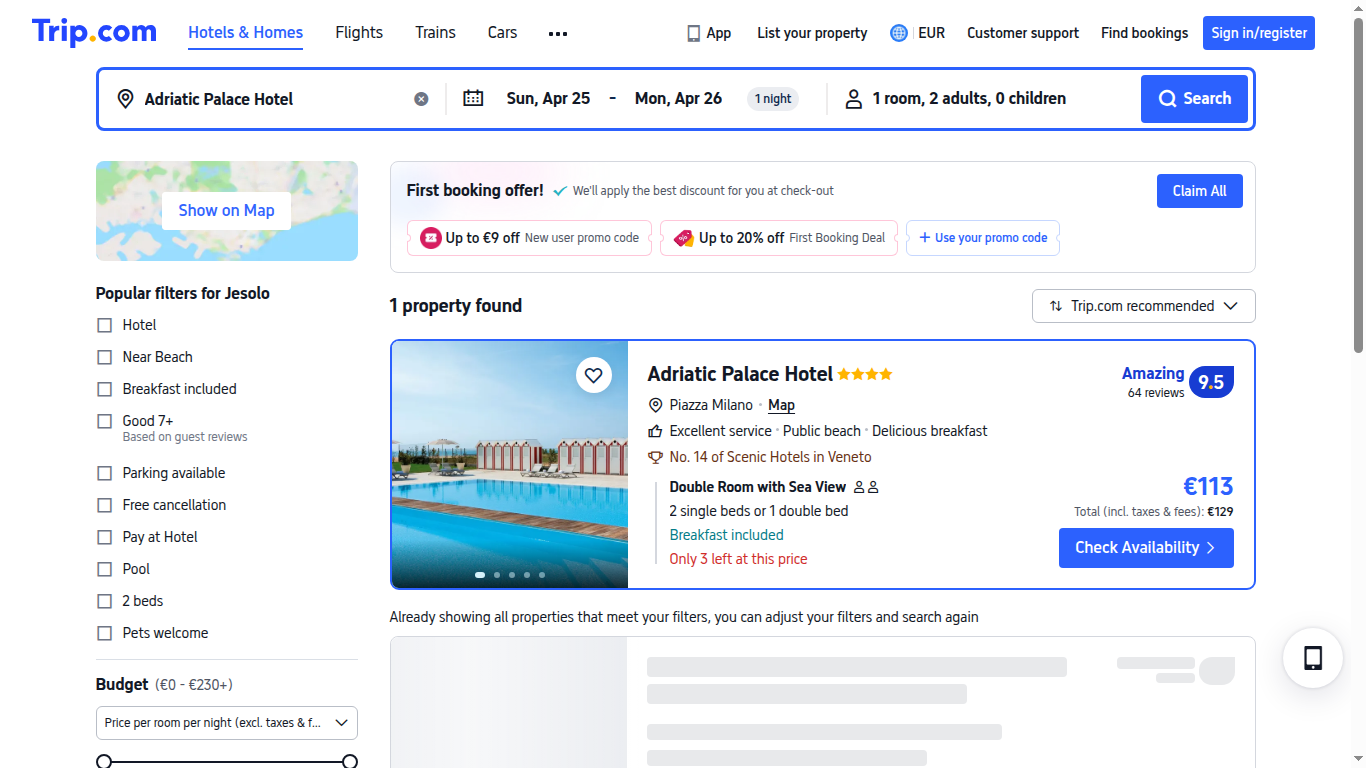 Trip.com
Hotels & Homes
Flights
Trains
Cars
App
List your property
EUR
Customer support
Find bookings
Sign in/register
Adriatic Palace Hotel
Sun, Apr 25 - Mon, Apr 26
1 night
1 room, 2 adults, 0 children
Search
Show on Map
First booking offer!
We'll apply the best discount for you at check-out
Claim All
Up to €9 off New user promo code
Up to 20% off First Booking Deal
+ Use your promo code
Popular filters for Jesolo
Hotel
Near Beach
Breakfast included
Good 7+
Based on guest reviews
Parking available
Free cancellation
Pay at Hotel
Pool
2 beds
Pets welcome
Budget (€0 - €230+)
Price per room per night (excl. taxes & f...
1 property found
Trip.com recommended
Adriatic Palace Hotel
Amazing
64 reviews
9.5
Piazza Milano · Map
Excellent service · Public beach · Delicious breakfast
No. 14 of Scenic Hotels in Veneto
Double Room with Sea View
2 single beds or 1 double bed
Breakfast included
Only 3 left at this price
€113
Total (incl. taxes & fees): €129
Check Availability
Already showing all properties that meet your filters, you can adjust your filters and search again